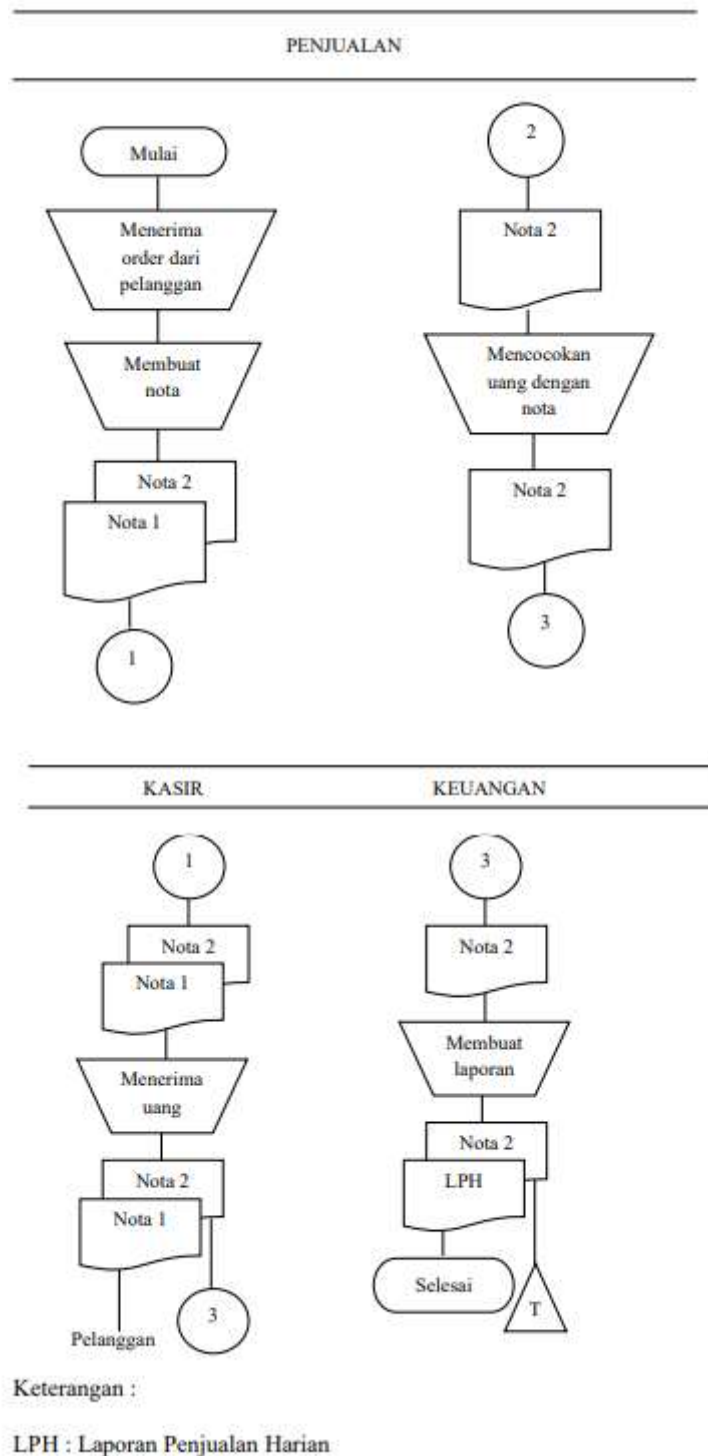 PENJUALAN
Mulai
Menerima
order dari
pelanggan
Membuat
nota
Nota 2
Nota 1
1
2
Nota 2
Mencocokan
uang dengan
nota
Nota 2
3
KASIR
1
Nota 2
Nota 1
Menerima
uang
Nota 2
Nota 1
Pelanggan
3
KEUANGAN
3
Nota 2
Membuat
laporan
Nota 2
LPH
Selesai
T
Keterangan :
LPH : Laporan Penjualan Harian